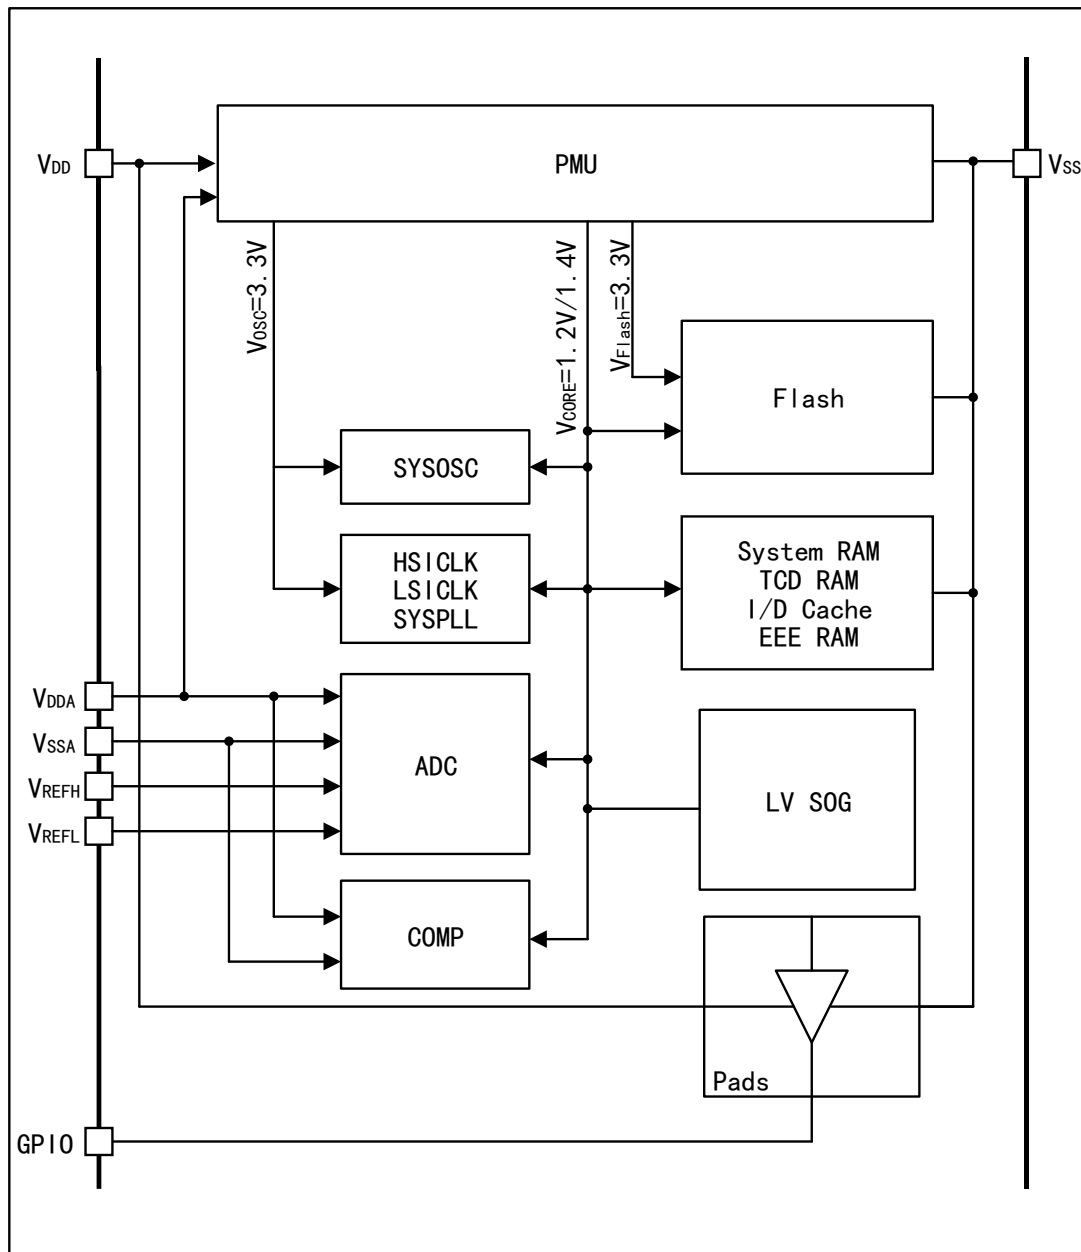 VDD
PMU
VSS
VOSC=3.3V
VCORE=1.2V/1.4V
VFlash=3.3V
Flash
SYSOSC
HSICLK
LSICLK
SYSPLL
System RAM
TCD RAM
I/D Cache
EEE RAM
VDDA
VSSA
VREFH
VREFL
ADC
LV SOG
COMP
Pads
GPIO